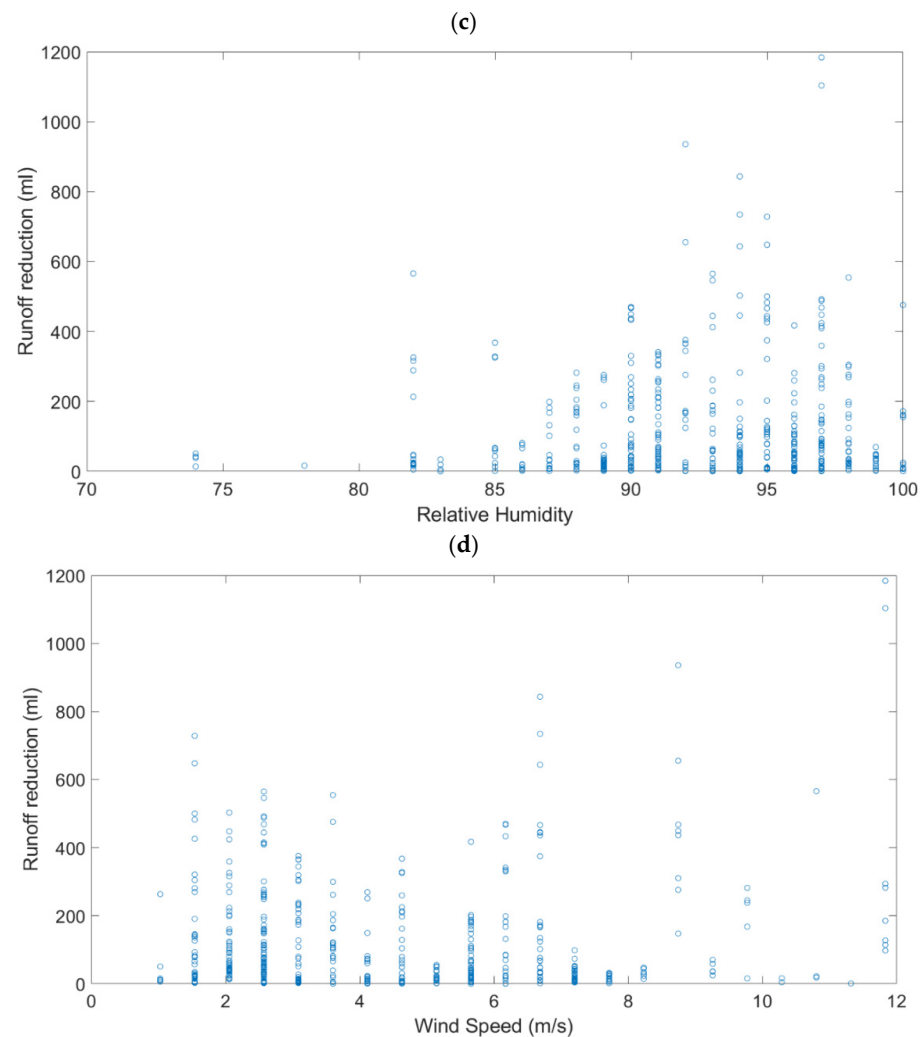 (c)
1200
1000
800
600
400
200
0
Runoff reduction (ml)
70 75 80 85 90 95 100
Relative Humidity
(d)
1200
1000
800
600
400
200
0
Runoff reduction (ml)
0 2 4 6 8 10 12
Wind Speed (m/s)